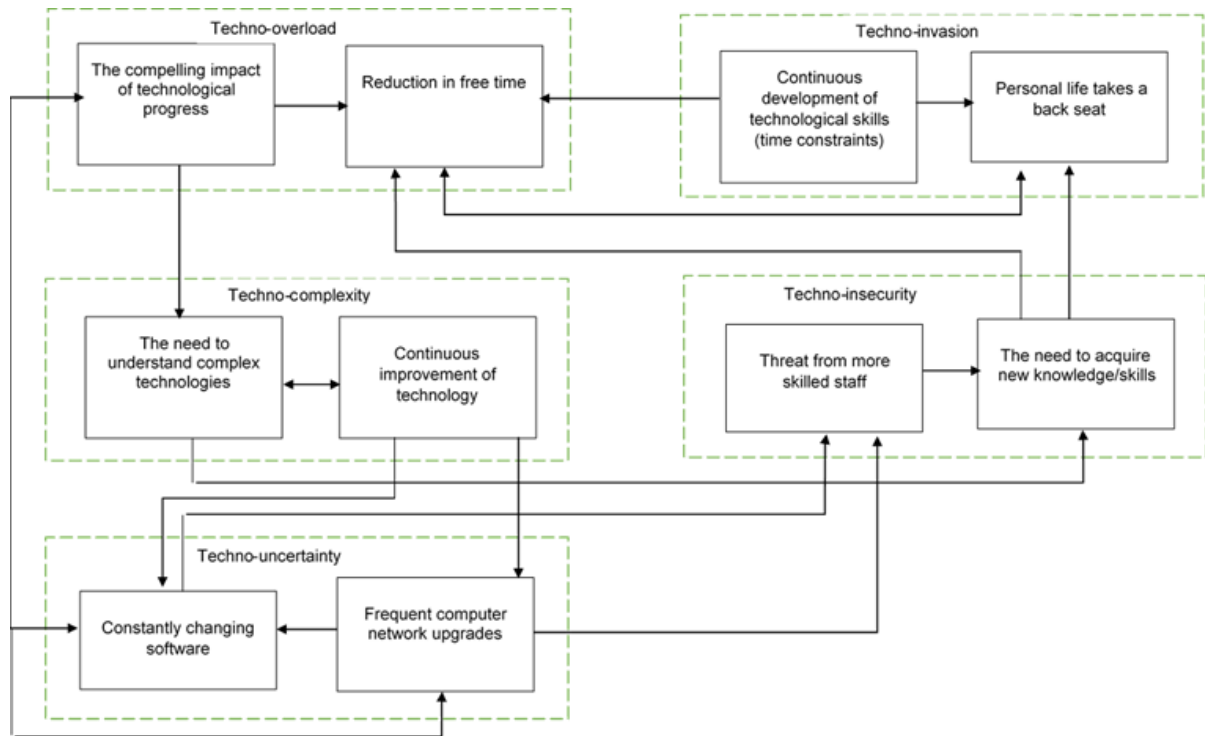 Techno-overload
The compelling impact
of technological
progress
Reduction in free time
Techno-invasion
Continuous
development of
technological skills
(time constraints)
Personal life takes a
back seat
Techno-complexity
The need to
understand complex
technologies
Continuous
improvement of
technology
Techno-insecurity
Threat from more
skilled staff
The need to acquire
new knowledge/skills
Techno-uncertainty
Constantly changing
software
Frequent computer
network upgrades